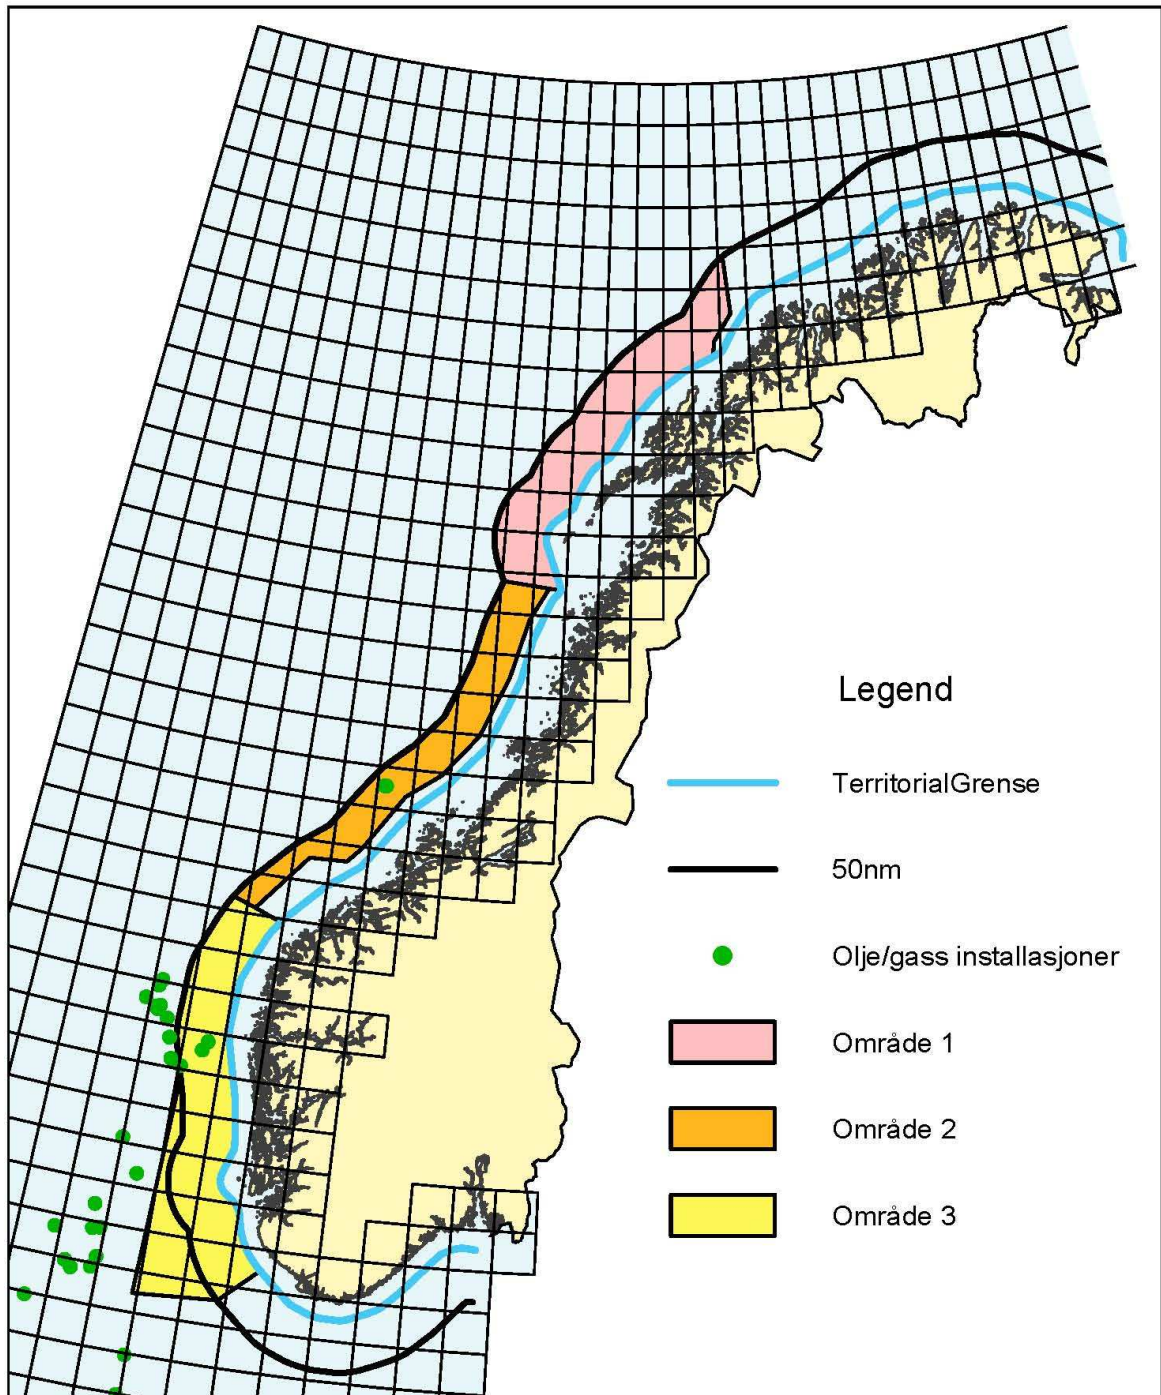 Legend
TerritorialGrense
50nm
Olje/gass installasjoner
Område 1
Område 2
Område 3